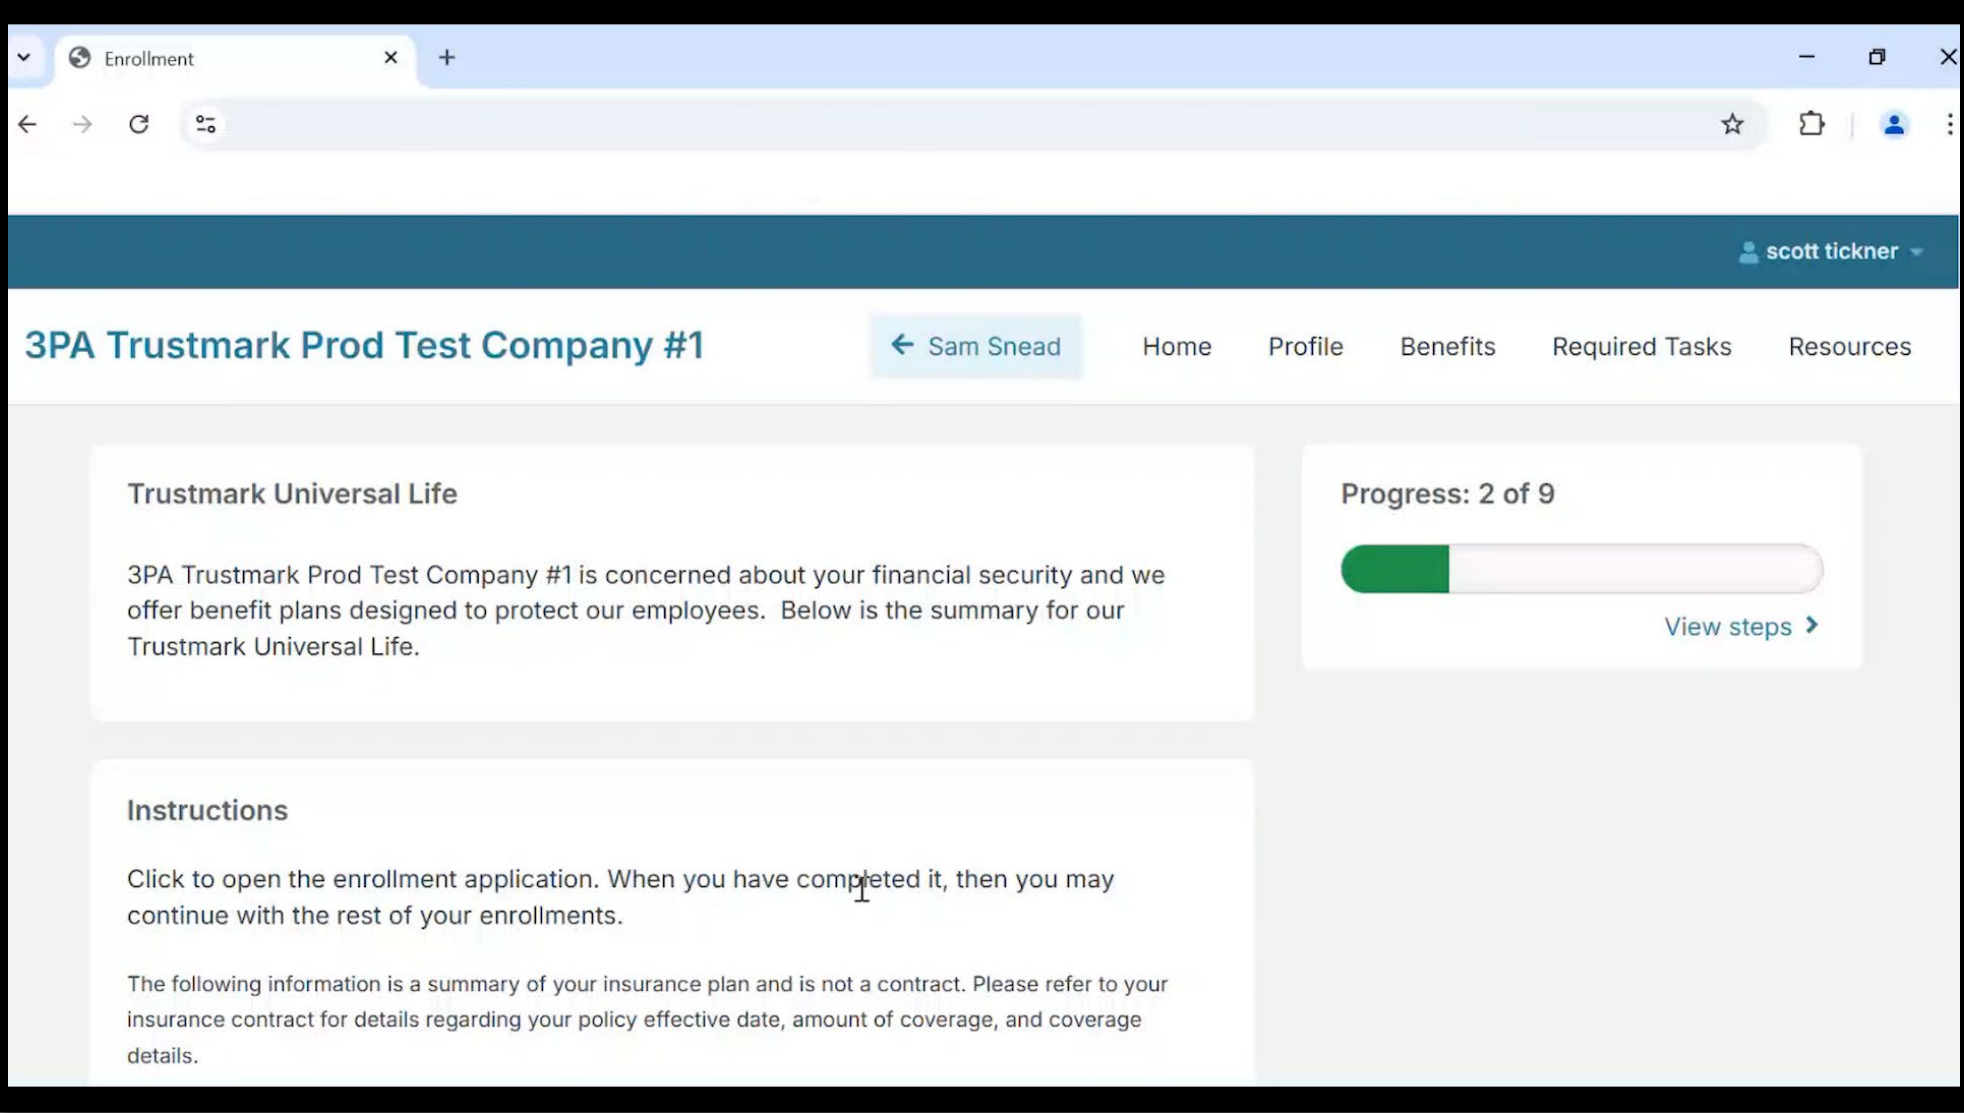 Enrollment
scott tickner
3PA Trustmark Prod Test Company #1
Sam Snead
Home
Profile
Benefits
Required Tasks
Resources
Trustmark Universal Life
3PA Trustmark Prod Test Company #1 is concerned about your financial security and we
offer benefit plans designed to protect our employees.  Below is the summary for our
Trustmark Universal Life.
Progress: 2 of 9
View steps
Instructions
Click to open the enrollment application. When you have completed it, then you may
continue with the rest of your enrollments.
The following information is a summary of your insurance plan and is not a contract. Please refer to your
insurance contract for details regarding your policy effective date, amount of coverage, and coverage
details.